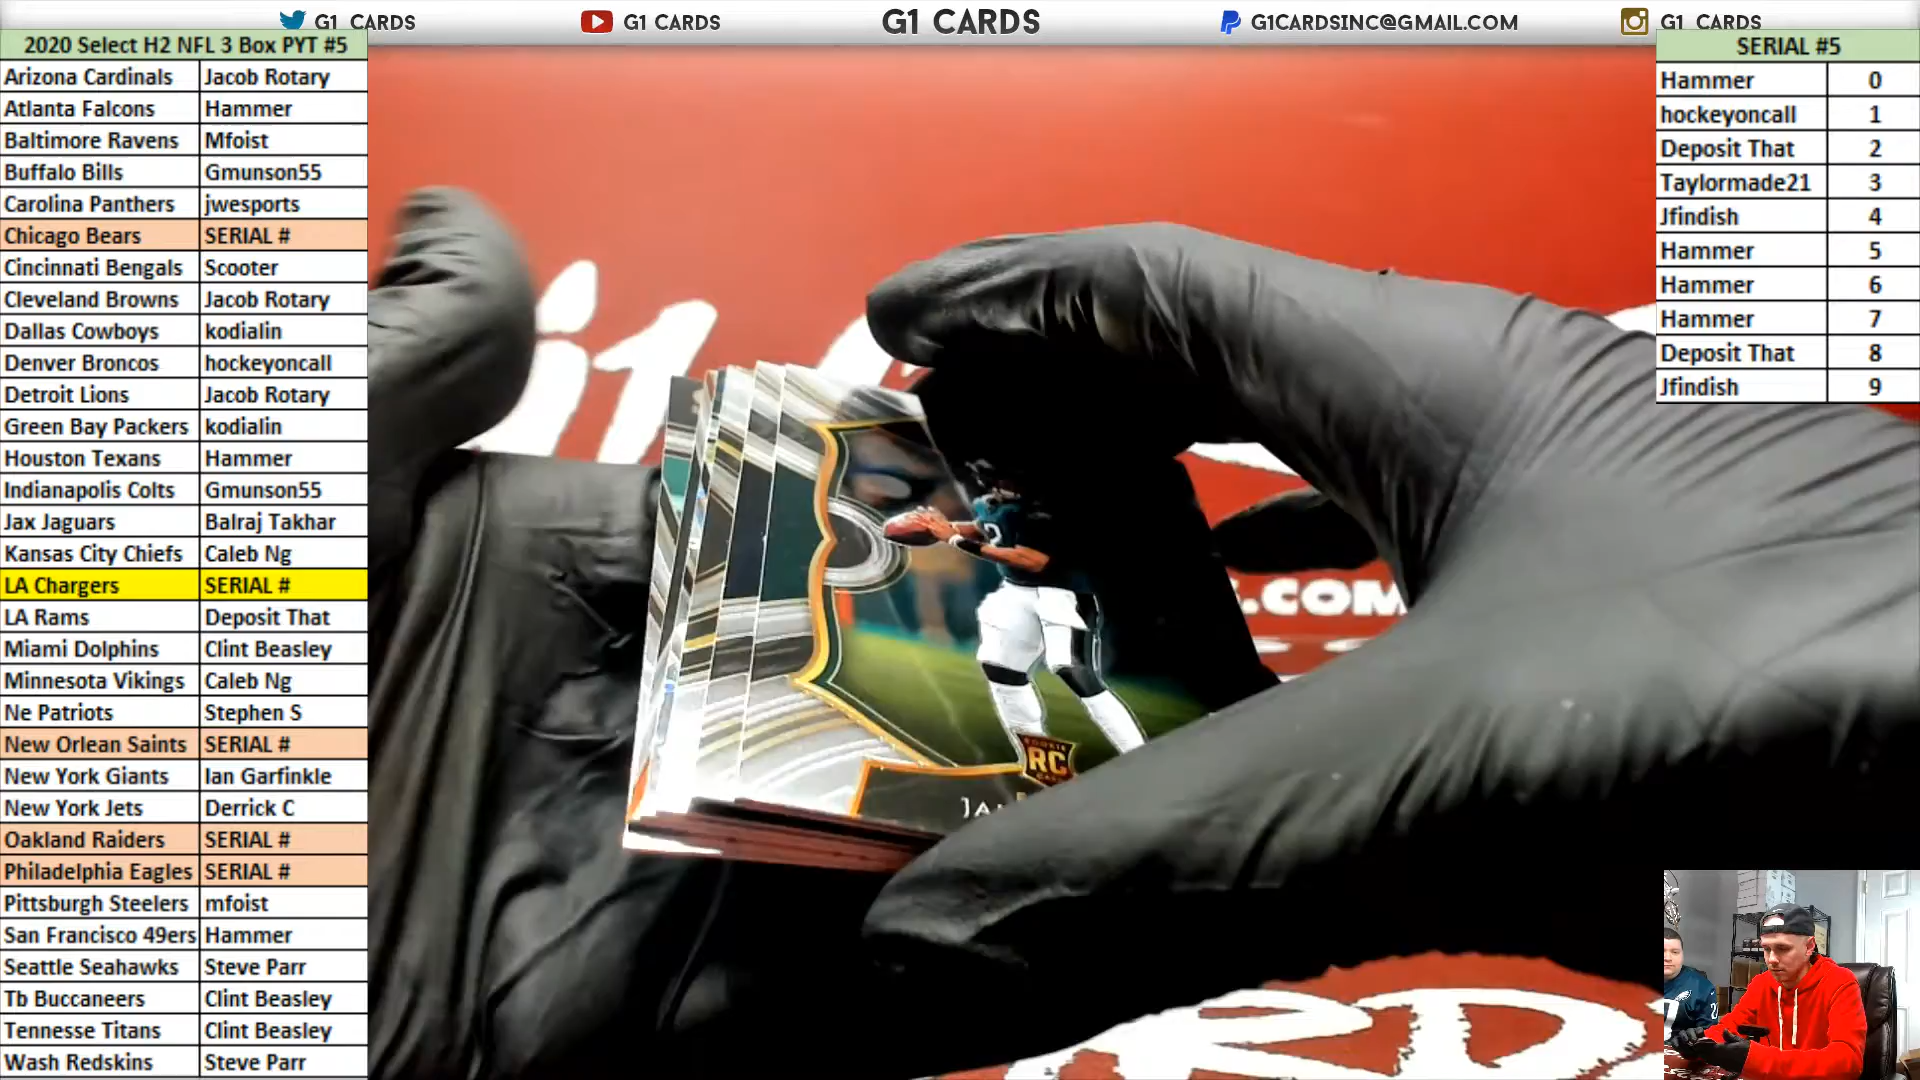 G1 CARDS
G1 CARDS
G1 CARDS
G1CARDSINC@GMAIL.COM
G1 CARDS
2020 Select H2 NFL 3 Box PYT #5
Arizona Cardinals Jacob Rotary
Atlanta Falcons Hammer
Baltimore Ravens Mfoist
Buffalo Bills Gmunson55
Carolina Panthers jwesports
Chicago Bears SERIAL #
Cincinnati Bengals Scooter
Cleveland Browns Jacob Rotary
Dallas Cowboys kodialin
Denver Broncos hockeyoncall
Detroit Lions Jacob Rotary
Green Bay Packers kodialin
Houston Texans Hammer
Indianapolis Colts Gmunson55
Jax Jaguars Balraj Takhar
Kansas City Chiefs Caleb Ng
LA Chargers SERIAL #
LA Rams Deposit That
Miami Dolphins Clint Beasley
Minnesota Vikings Caleb Ng
Ne Patriots Stephen S
New Orlean Saints SERIAL #
New York Giants Ian Garfinkle
New York Jets Derrick C
Oakland Raiders SERIAL #
Philadelphia Eagles SERIAL #
Pittsburgh Steelers mfoist
San Francisco 49ers Hammer
Seattle Seahawks Steve Parr
Tb Buccaneers Clint Beasley
Tennesse Titans Clint Beasley
Wash Redskins Steve Parr
SERIAL #5
Hammer 0
hockeyoncall 1
Deposit That 2
Taylormade21 3
Jfindish 4
Hammer 5
Hammer 6
Hammer 7
Deposit That 8
Jfindish 9
.COM
ROOKIE
RC